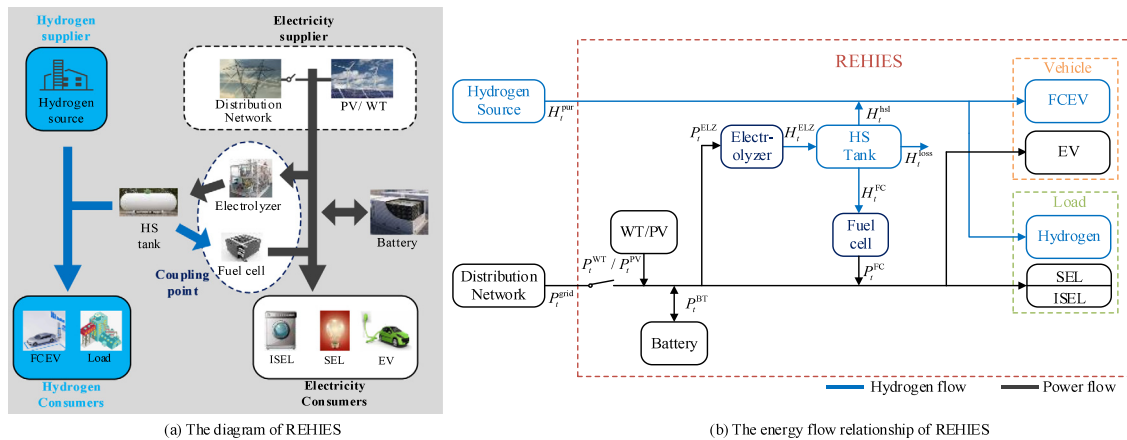 Hydrogen
supplier
Hydrogen
source
Electricity
supplier
Distribution
Network
PV/ WT
Electrolyzer
HS
tank
Fuel cell
Coupling
point
Battery
FCEV
Load
Hydrogen
Consumers
ISEL
SEL
EV
Electricity
Consumers
(a) The diagram of REHIES
REHIES
Hydrogen
Source
H_t^pur
Vehicle
FCEV
EV
H_t^hsl
P_t^ELZ
Electr-
olyzer
H_t^ELZ
HS
Tank
H_t^loss
H_t^FC
Fuel
cell
P_t^FC
WT/PV
P_t^WT / P_t^PV
Distribution
Network
P_t^grid
P_t^BT
Battery
Load
Hydrogen
SEL
ISEL
Hydrogen flow
Power flow
(b) The energy flow relationship of REHIES